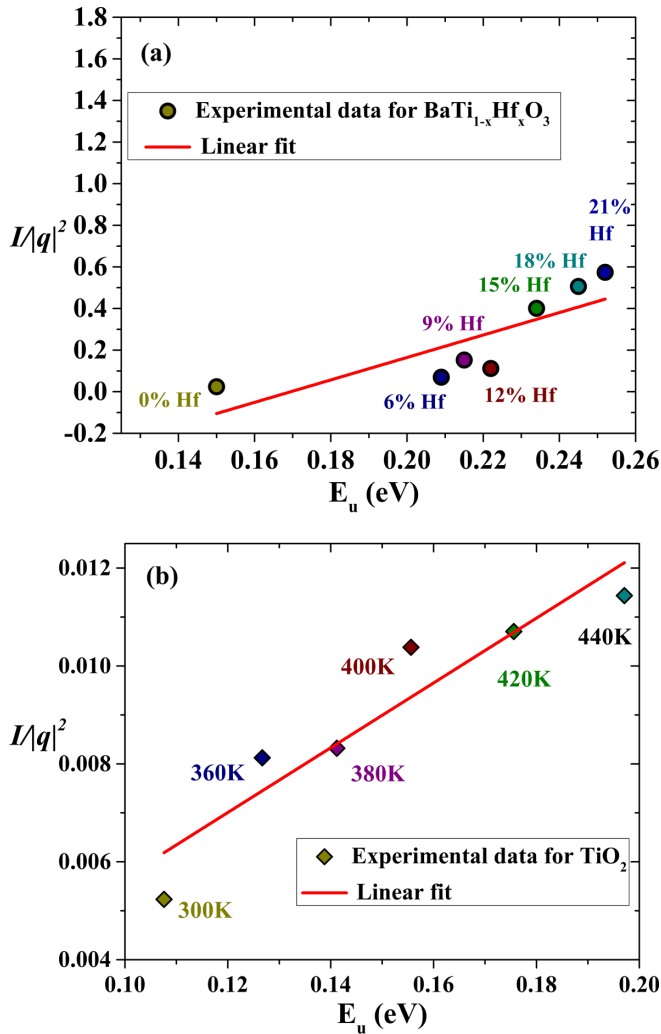 (a)
1.8
1.6
1.4
1.2
1.0
0.8
0.6
0.4
0.2
0.0
-0.2
I/|q|²
Experimental data for BaTi₁₋ₓHfₓO₃
Linear fit
21%
Hf
18% Hf
15% Hf
9% Hf
0% Hf
6% Hf
12% Hf
0.14 0.16 0.18 0.20 0.22 0.24 0.26
Eᵤ (eV)
(b)
0.012
0.010
0.008
0.006
0.004
I/|q|²
440K
400K
420K
360K
380K
300K
Experimental data for TiO₂
Linear fit
0.10 0.12 0.14 0.16 0.18 0.20
Eᵤ (eV)